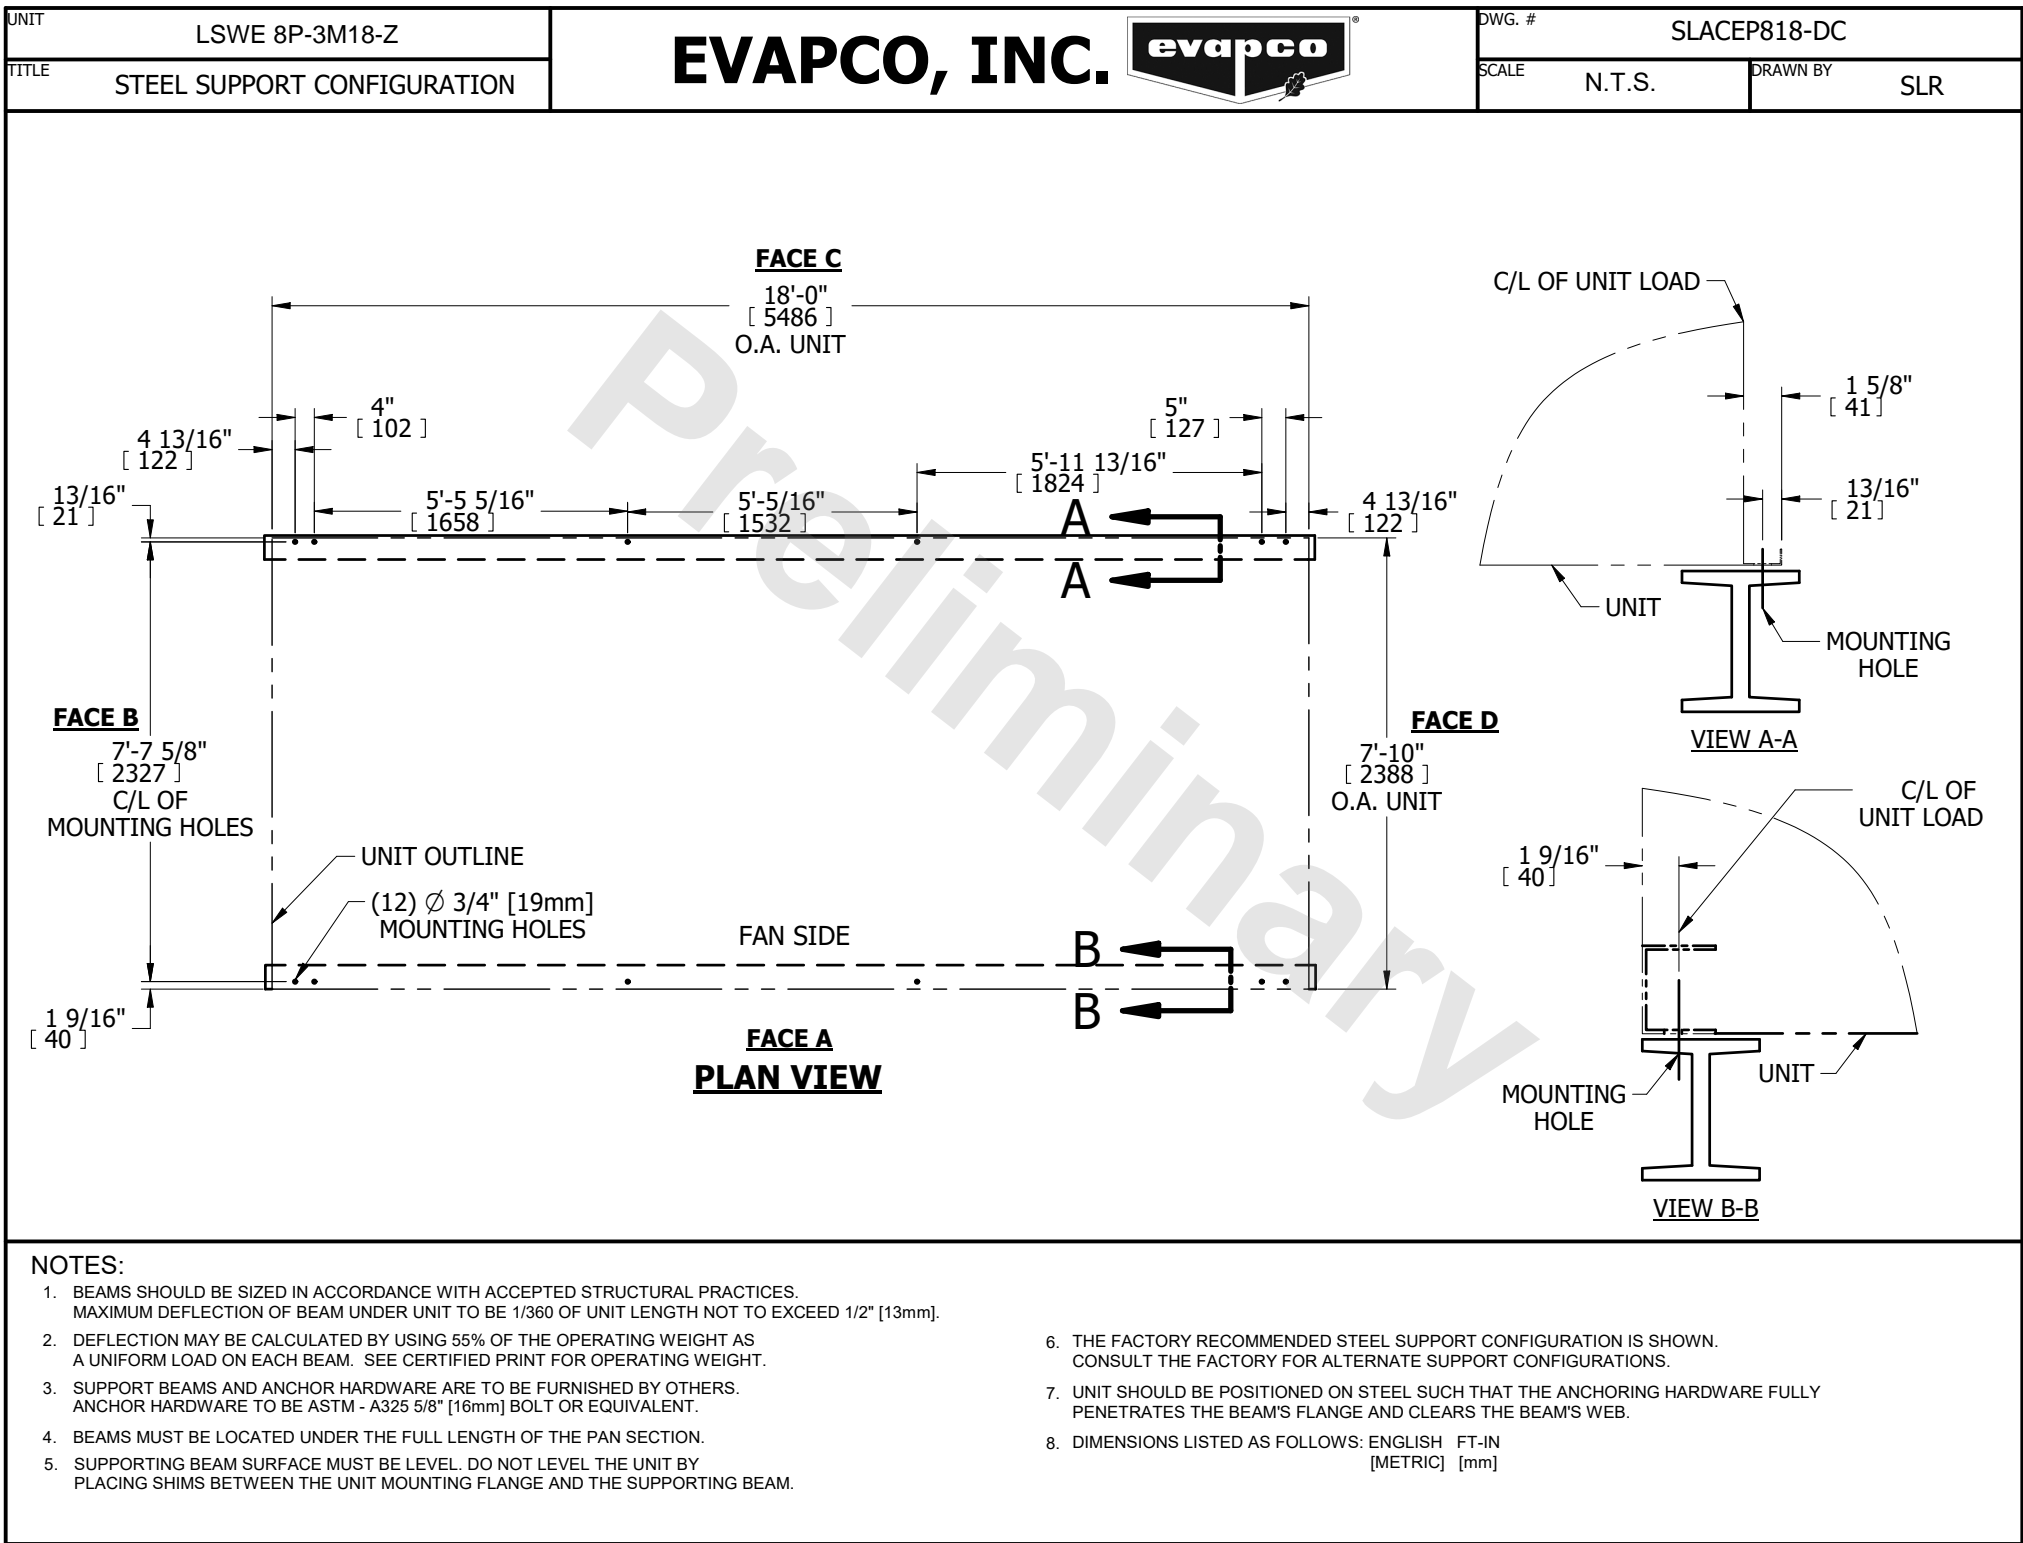 UNIT
LSWE 8P-3M18-Z
TITLE
STEEL SUPPORT CONFIGURATION
EVAPCO, INC.
evapco
®
DWG. #
SLACEP818-DC
SCALE
N.T.S.
DRAWN BY
SLR
FACE C
18'-0"
[ 5486 ]
O.A. UNIT
4"
[ 102 ]
4 13/16"
[ 122 ]
13/16"
[ 21 ]
5'-5 5/16"
[ 1658 ]
5'-5/16"
[ 1532 ]
5'-11 13/16"
[ 1824 ]
5"
[ 127 ]
4 13/16"
[ 122 ]
A
A
FACE B
7'-7 5/8"
[ 2327 ]
C/L OF
MOUNTING HOLES
FACE D
7'-10"
[ 2388 ]
O.A. UNIT
UNIT OUTLINE
(12) Ø 3/4" [19mm]
MOUNTING HOLES
FAN SIDE
B
B
1 9/16"
[ 40 ]
FACE A
PLAN VIEW
Preliminary
C/L OF UNIT LOAD
1 5/8"
[ 41 ]
13/16"
[ 21 ]
UNIT
MOUNTING
HOLE
VIEW A-A
C/L OF
UNIT LOAD
1 9/16"
[ 40 ]
UNIT
MOUNTING
HOLE
VIEW B-B
NOTES:
1. BEAMS SHOULD BE SIZED IN ACCORDANCE WITH ACCEPTED STRUCTURAL PRACTICES.
MAXIMUM DEFLECTION OF BEAM UNDER UNIT TO BE 1/360 OF UNIT LENGTH NOT TO EXCEED 1/2" [13mm].
2. DEFLECTION MAY BE CALCULATED BY USING 55% OF THE OPERATING WEIGHT AS
A UNIFORM LOAD ON EACH BEAM. SEE CERTIFIED PRINT FOR OPERATING WEIGHT.
3. SUPPORT BEAMS AND ANCHOR HARDWARE ARE TO BE FURNISHED BY OTHERS.
ANCHOR HARDWARE TO BE ASTM - A325 5/8" [16mm] BOLT OR EQUIVALENT.
4. BEAMS MUST BE LOCATED UNDER THE FULL LENGTH OF THE PAN SECTION.
5. SUPPORTING BEAM SURFACE MUST BE LEVEL. DO NOT LEVEL THE UNIT BY
PLACING SHIMS BETWEEN THE UNIT MOUNTING FLANGE AND THE SUPPORTING BEAM.
6. THE FACTORY RECOMMENDED STEEL SUPPORT CONFIGURATION IS SHOWN.
CONSULT THE FACTORY FOR ALTERNATE SUPPORT CONFIGURATIONS.
7. UNIT SHOULD BE POSITIONED ON STEEL SUCH THAT THE ANCHORING HARDWARE FULLY
PENETRATES THE BEAM'S FLANGE AND CLEARS THE BEAM'S WEB.
8. DIMENSIONS LISTED AS FOLLOWS: ENGLISH FT-IN
[METRIC] [mm]